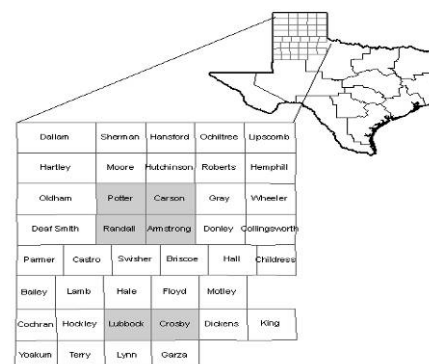 Dallam Sherman Hansford Ochiltree Lipscomb
Hartley Moore Hutchinson Roberts Hemphill
Oldham Potter Carson Gray Wheeler
Deaf Smith Randall Armstrong Donley Collingsworth
Parmer Castro Swisher Briscoe Hall Childress
Bailey Lamb Hale Floyd Motley
Cochran Hockley Lubbock Crosby Dickens King
Yoakum Terry Lynn Garza